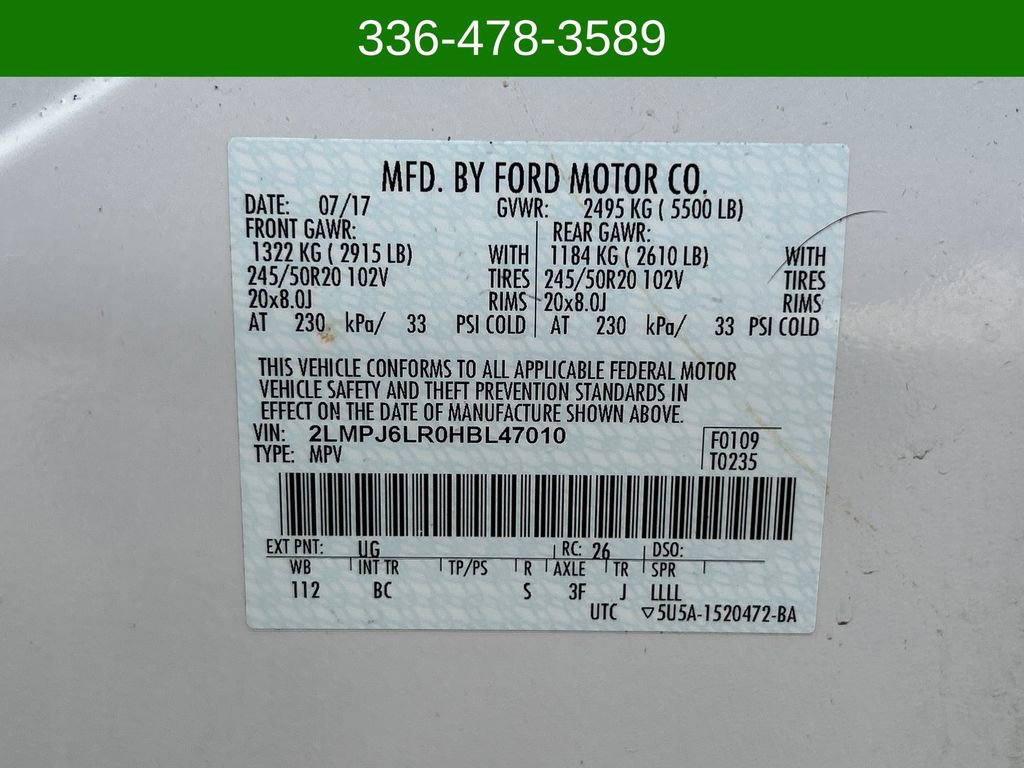 336-478-3589
MFD. BY FORD MOTOR CO.
DATE: 07/17 GVWR: 2495 KG ( 5500 LB)
FRONT GAWR: REAR GAWR:
1322 KG ( 2915 LB) WITH 1184 KG ( 2610 LB) WITH
245/50R20 102V TIRES 245/50R20 102V TIRES
20x8.0J RIMS 20x8.0J RIMS
AT 230 kPa/ 33 PSI COLD AT 230 kPa/ 33 PSI COLD
THIS VEHICLE CONFORMS TO ALL APPLICABLE FEDERAL MOTOR
VEHICLE SAFETY AND THEFT PREVENTION STANDARDS IN
EFFECT ON THE DATE OF MANUFACTURE SHOWN ABOVE.
VIN: 2LMPJ6LR0HBL47010 F0109
TYPE: MPV T0235
EXT PNT: UG RC: 26 DSO:
WB INT TR TP/PS R AXLE TR SPR
112 BC S 3F J LLLL
UTC ▽5U5A-1520472-BA